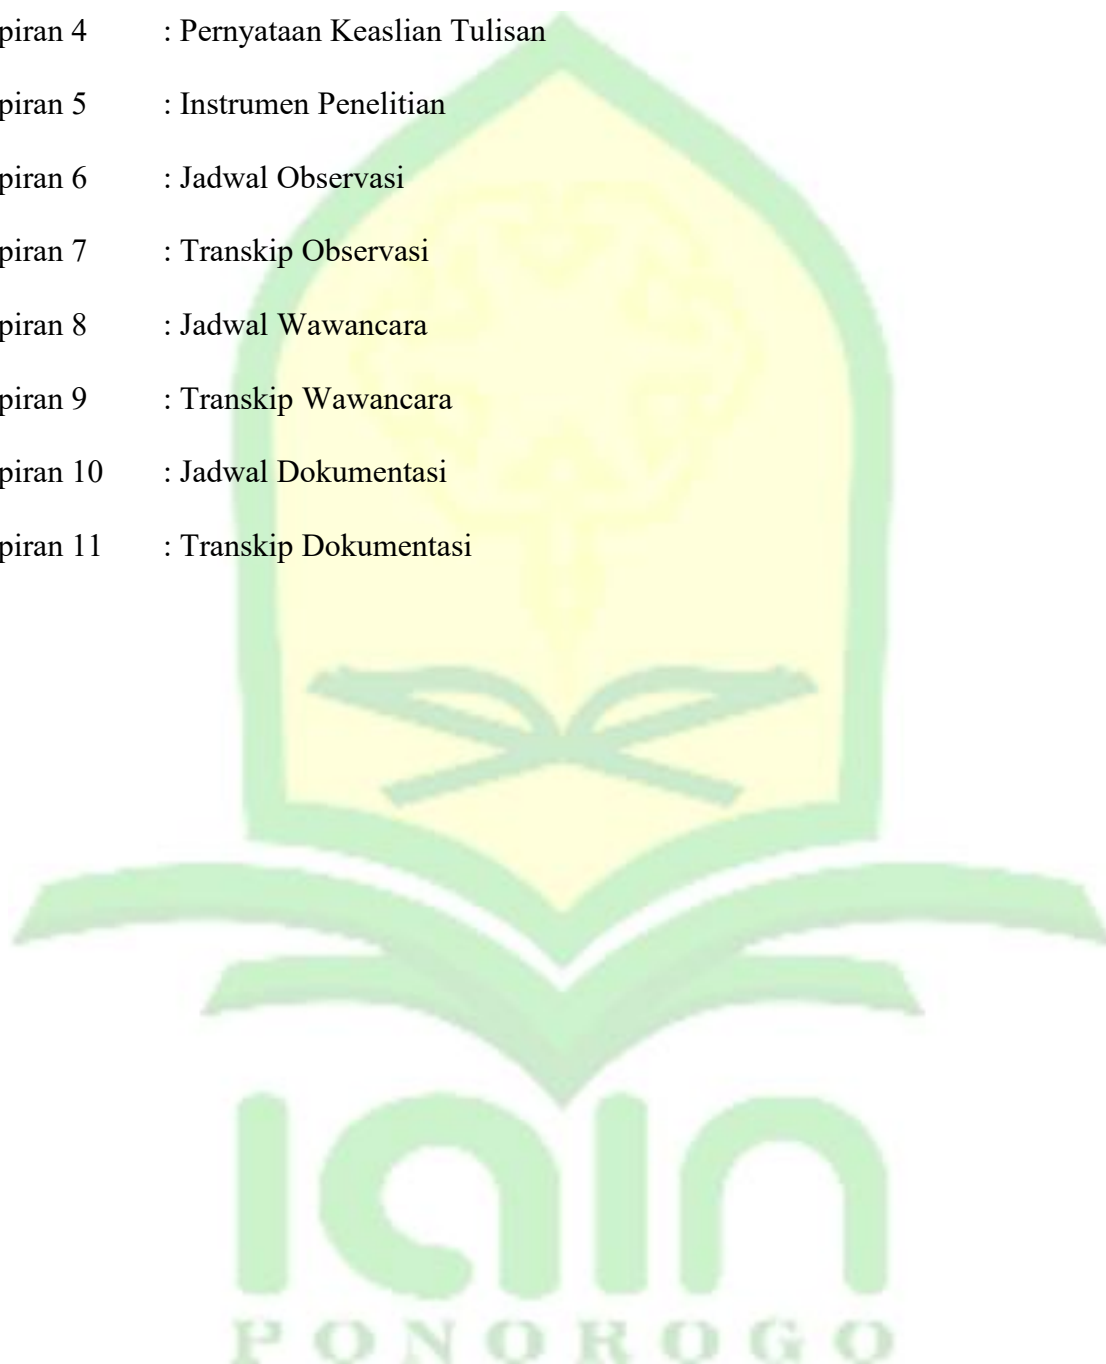 piran 4 : Pernyataan Keaslian Tulisan
piran 5 : Instrumen Penelitian
piran 6 : Jadwal Observasi
piran 7 : Transkip Observasi
piran 8 : Jadwal Wawancara
piran 9 : Transkip Wawancara
piran 10 : Jadwal Dokumentasi
piran 11 : Transkip Dokumentasi
iain
PONOROGO